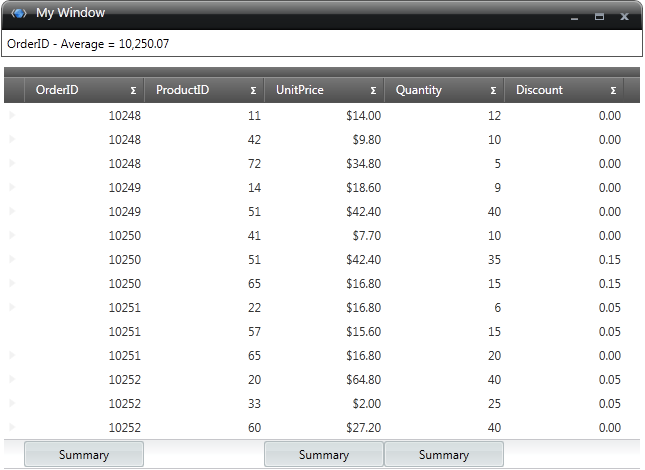 My Window
OrderID - Average = 10,250.07
OrderID Σ ProductID Σ UnitPrice Σ Quantity Σ Discount Σ
10248 11 $14.00 12 0.00
10248 42 $9.80 10 0.00
10248 72 $34.80 5 0.00
10249 14 $18.60 9 0.00
10249 51 $42.40 40 0.00
10250 41 $7.70 10 0.00
10250 51 $42.40 35 0.15
10250 65 $16.80 15 0.15
10251 22 $16.80 6 0.05
10251 57 $15.60 15 0.05
10251 65 $16.80 20 0.00
10252 20 $64.80 40 0.05
10252 33 $2.00 25 0.05
10252 60 $27.20 40 0.00
Summary Summary Summary